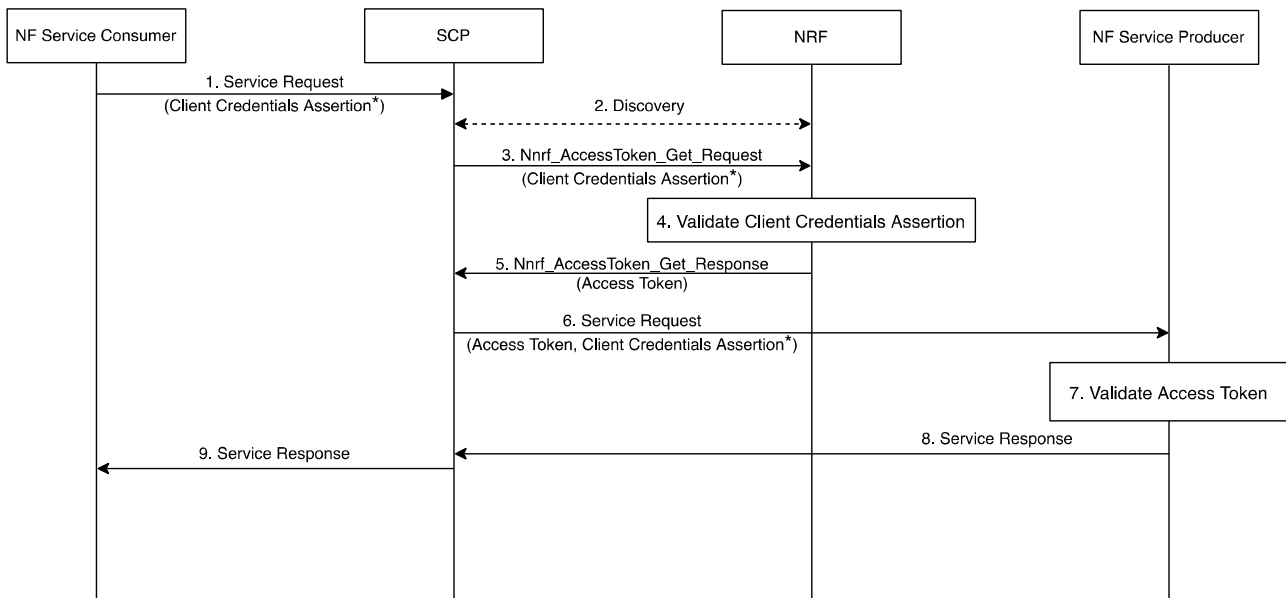 NF Service Consumer
SCP
NRF
NF Service Producer
1. Service Request
(Client Credentials Assertion*)
2. Discovery
3. Nnrf_AccessToken_Get_Request
(Client Credentials Assertion*)
4. Validate Client Credentials Assertion
5. Nnrf_AccessToken_Get_Response
(Access Token)
6. Service Request
(Access Token, Client Credentials Assertion*)
7. Validate Access Token
8. Service Response
9. Service Response